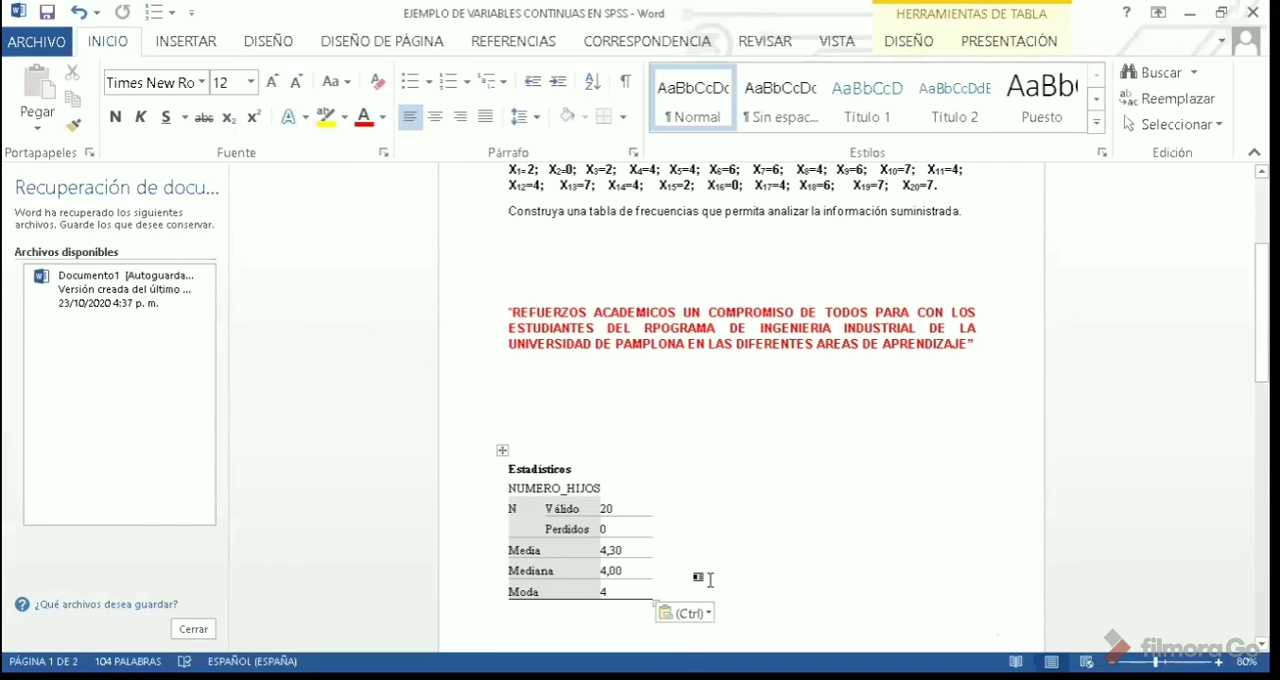 EJEMPLO DE VARIABLES CONTINUAS EN SPSS - Word
HERRAMIENTAS DE TABLA
ARCHIVO INICIO INSERTAR DISEÑO DISEÑO DE PÁGINA REFERENCIAS CORRESPONDENCIA REVISAR VISTA DISEÑO PRESENTACIÓN
Pegar
Times New Ro 12
Aa
N K S abc X₂ X²
AaBbCcDc AaBbCcDc AaBbCcD AaBbCcDdE AaBb(
¶ Normal ¶ Sin espac... Título 1 Título 2 Puesto
Buscar
Reemplazar
Seleccionar
Portapapeles Fuente Párrafo Estilos Edición
Recuperación de docu...
Word ha recuperado los siguientes
archivos. Guarde los que desee conservar.
Archivos disponibles
Documento1 [Autoguarda...
Versión creada del último ...
23/10/2020 4:37 p. m.
¿Qué archivos desea guardar?
Cerrar
X₁=2; X₂=0; X₃=2; X₄=4; X₅=4; X₆=6; X₇=6; X₈=4; X₉=6; X₁₀=7; X₁₁=4;
X₁₂=4; X₁₃=7; X₁₄=4; X₁₅=2; X₁₆=0; X₁₇=4; X₁₈=6; X₁₉=7; X₂₀=7.
Construya una tabla de frecuencias que permita analizar la información suministrada.
"REFUERZOS ACADEMICOS UN COMPROMISO DE TODOS PARA CON LOS
ESTUDIANTES DEL RPOGRAMA DE INGENIERIA INDUSTRIAL DE LA
UNIVERSIDAD DE PAMPLONA EN LAS DIFERENTES AREAS DE APRENDIZAJE"
Estadísticos
NUMERO_HIJOS
N Válido 20
Perdidos 0
Media 4,30
Mediana 4,00
Moda 4
(Ctrl)
filmoraGo
PÁGINA 1 DE 2 104 PALABRAS ESPAÑOL (ESPAÑA) 80%